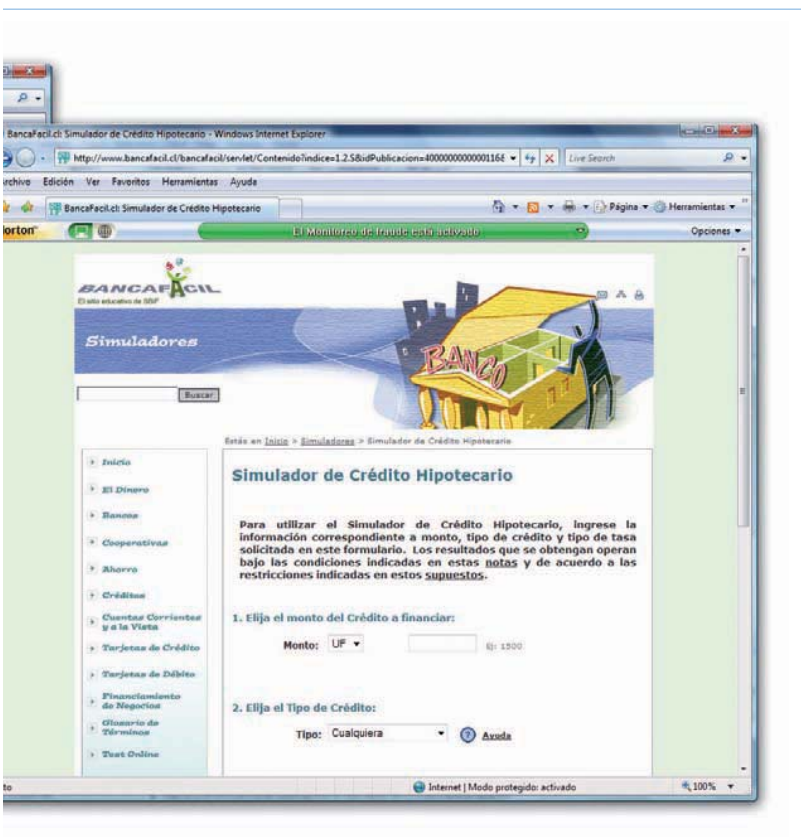 BancaFacil.cl: Simulador de Crédito Hipotecario - Windows Internet Explorer
http://www.bancafacil.cl/bancafacil/servlet/Contenido?indice=1.2.5&idPublicacion=4000000000000116
Live Search
Edición Ver Favoritos Herramientas Ayuda
BancaFacil.cl: Simulador de Crédito Hipotecario
Página
Herramientas
El Monitoreo de fraude está activado
Opciones
BANCAFÁCIL
El sitio educativo de SBIF
Simuladores
BANCO
Buscar
Estás en Inicio > Simuladores > Simulador de Crédito Hipotecario
Inicio
El Dinero
Bancos
Cooperativas
Ahorro
Créditos
Cuentas Corrientes
y a la Vista
Tarjetas de Crédito
Tarjetas de Débito
Financiamiento
de Negocios
Glosario de
Términos
Test Online
Simulador de Crédito Hipotecario
Para utilizar el Simulador de Crédito Hipotecario, ingrese la
información correspondiente a monto, tipo de crédito y tipo de tasa
solicitada en este formulario. Los resultados que se obtengan operan
bajo las condiciones indicadas en estas notas y de acuerdo a las
restricciones indicadas en estos supuestos.
1. Elija el monto del Crédito a financiar:
Monto: UF
Ej: 1500
2. Elija el Tipo de Crédito:
Tipo: Cualquiera
Ayuda
Internet | Modo protegido: activado
100%